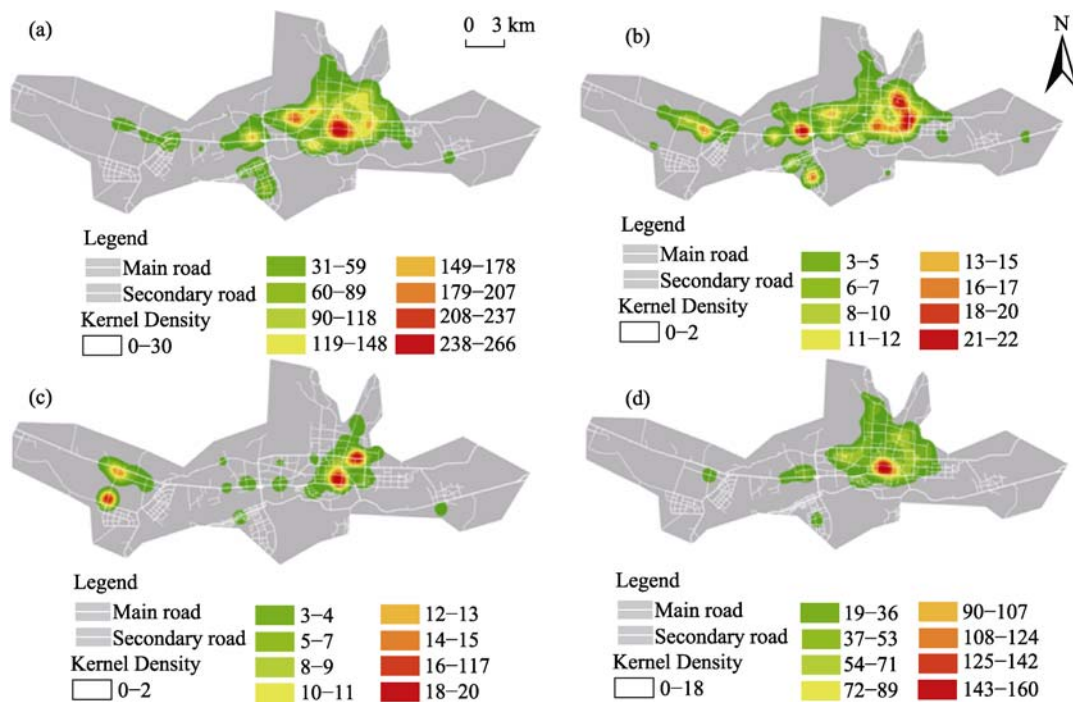 (a)
0 3 km
(b)
N
Legend
Main road
Secondary road
Kernel Density
0–30
31–59
60–89
90–118
119–148
149–178
179–207
208–237
238–266
Legend
Main road
Secondary road
Kernel Density
0–2
3–5
6–7
8–10
11–12
13–15
16–17
18–20
21–22
(c)
Legend
Main road
Secondary road
Kernel Density
0–2
3–4
5–7
8–9
10–11
12–13
14–15
16–117
18–20
(d)
Legend
Main road
Secondary road
Kernel Density
0–18
19–36
37–53
54–71
72–89
90–107
108–124
125–142
143–160